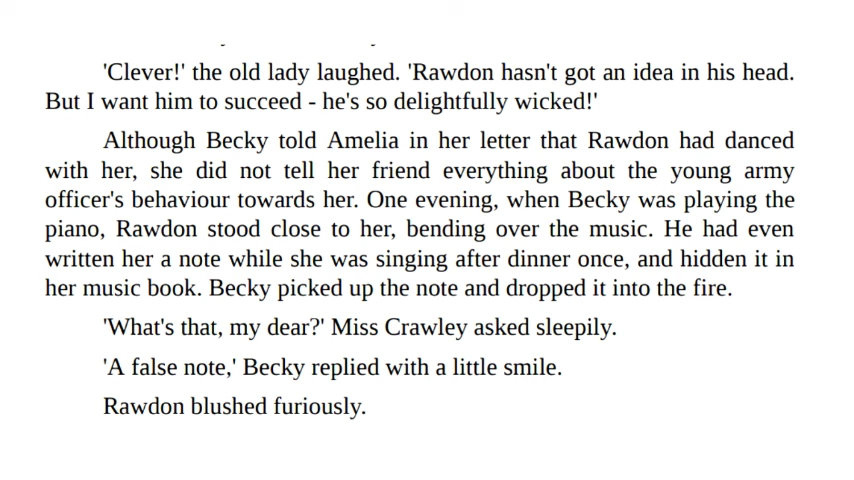 'Clever!' the old lady laughed. 'Rawdon hasn't got an idea in his head.
But I want him to succeed - he's so delightfully wicked!'
Although Becky told Amelia in her letter that Rawdon had danced
with her, she did not tell her friend everything about the young army
officer's behaviour towards her. One evening, when Becky was playing the
piano, Rawdon stood close to her, bending over the music. He had even
written her a note while she was singing after dinner once, and hidden it in
her music book. Becky picked up the note and dropped it into the fire.
'What's that, my dear?' Miss Crawley asked sleepily.
'A false note,' Becky replied with a little smile.
Rawdon blushed furiously.